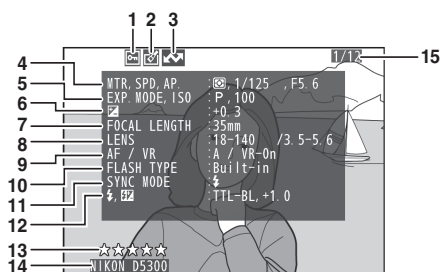 1 2 3
1/12 15
4 MTR, SPD, AP. : 1/125 , F5. 6
5 EXP. MODE, ISO : P , 100
6 : +0. 3
7 FOCAL LENGTH : 35mm
8 LENS : 18-140 /3. 5-5. 6
9 AF / VR : A / VR-On
10 FLASH TYPE : Built-in
11 SYNC MODE :
12 , : TTL-BL, +1. 0
13
14 NIKON D5300